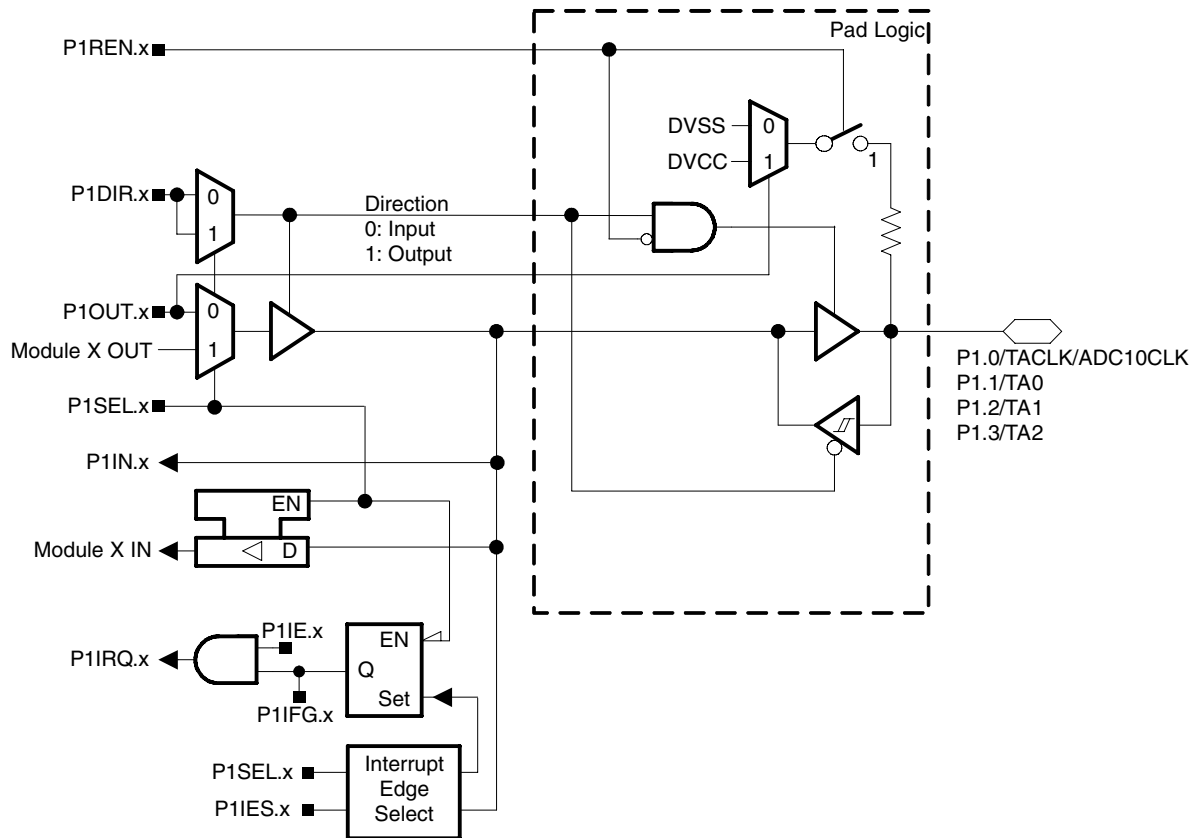 Pad Logic
P1REN.x
DVSS
0
DVCC
1
1
P1DIR.x
0
1
Direction
0: Input
1: Output
P1OUT.x
0
Module X OUT
1
P1.0/TACLK/ADC10CLK
P1.1/TA0
P1.2/TA1
P1.3/TA2
P1SEL.x
P1IN.x
EN
Module X IN
D
P1IE.x
EN
P1IRQ.x
Q
Set
P1IFG.x
P1SEL.x
P1IES.x
Interrupt
Edge
Select